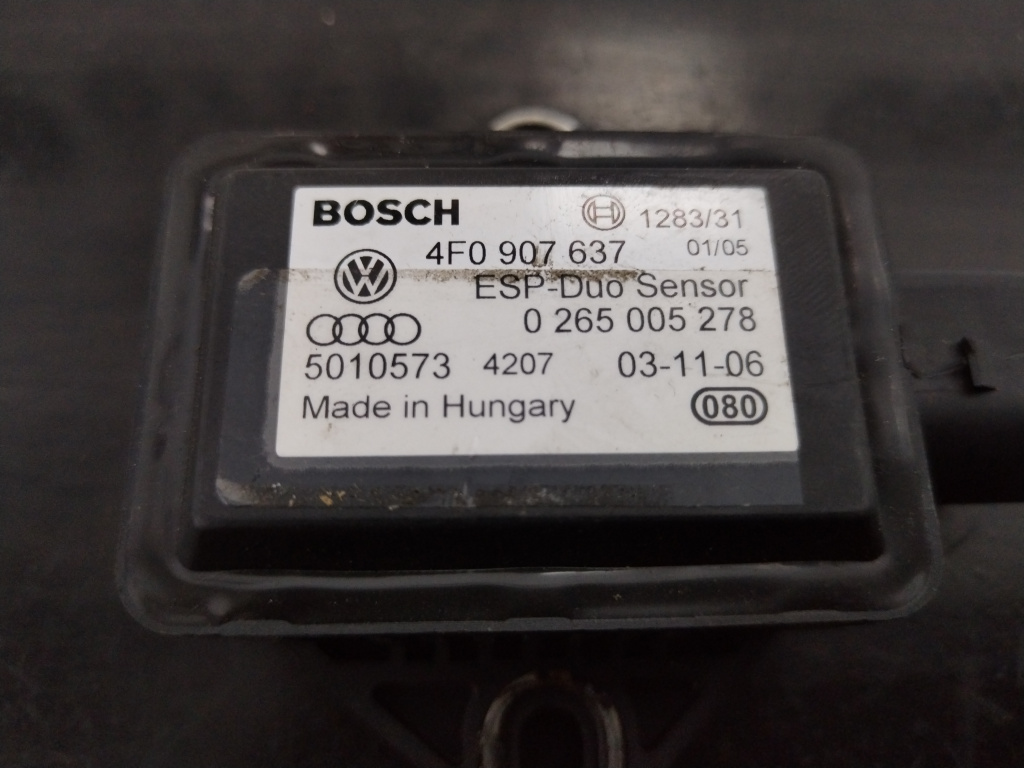 BOSCH 1283/31
4F0 907 637 01/05
ESP-Duo Sensor
0 265 005 278
5010573 4207 03-11-06
Made in Hungary 080